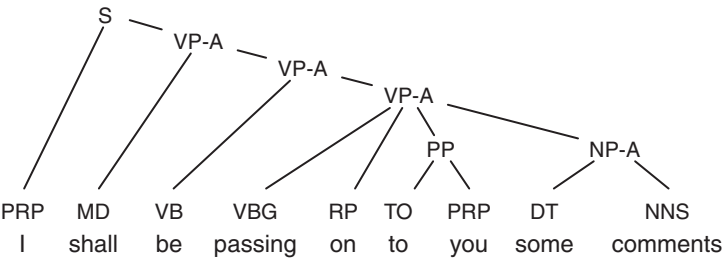 S
VP-A
VP-A
VP-A
PP NP-A
PRP MD VB VBG RP TO PRP DT NNS
I shall be passing on to you some comments